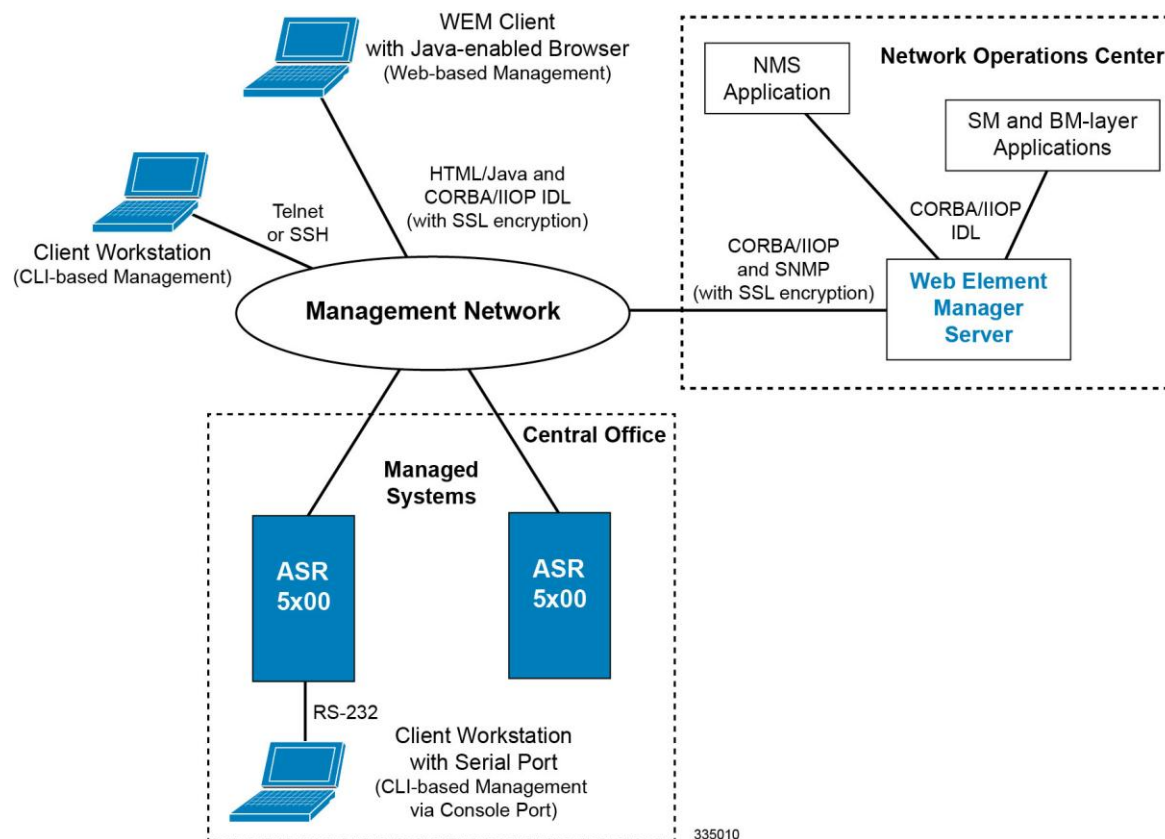 WEM Client
with Java-enabled Browser
(Web-based Management)
Network Operations Center
NMS
Application
SM and BM-layer
Applications
HTML/Java and
CORBA/IIOP IDL
(with SSL encryption)
Telnet
or SSH
Client Workstation
(CLI-based Management)
CORBA/IIOP
IDL
CORBA/IIOP
and SNMP
(with SSL encryption)
Web Element
Manager
Server
Management Network
Central Office
Managed
Systems
ASR
5x00
ASR
5x00
RS-232
Client Workstation
with Serial Port
(CLI-based Management
via Console Port)
335010